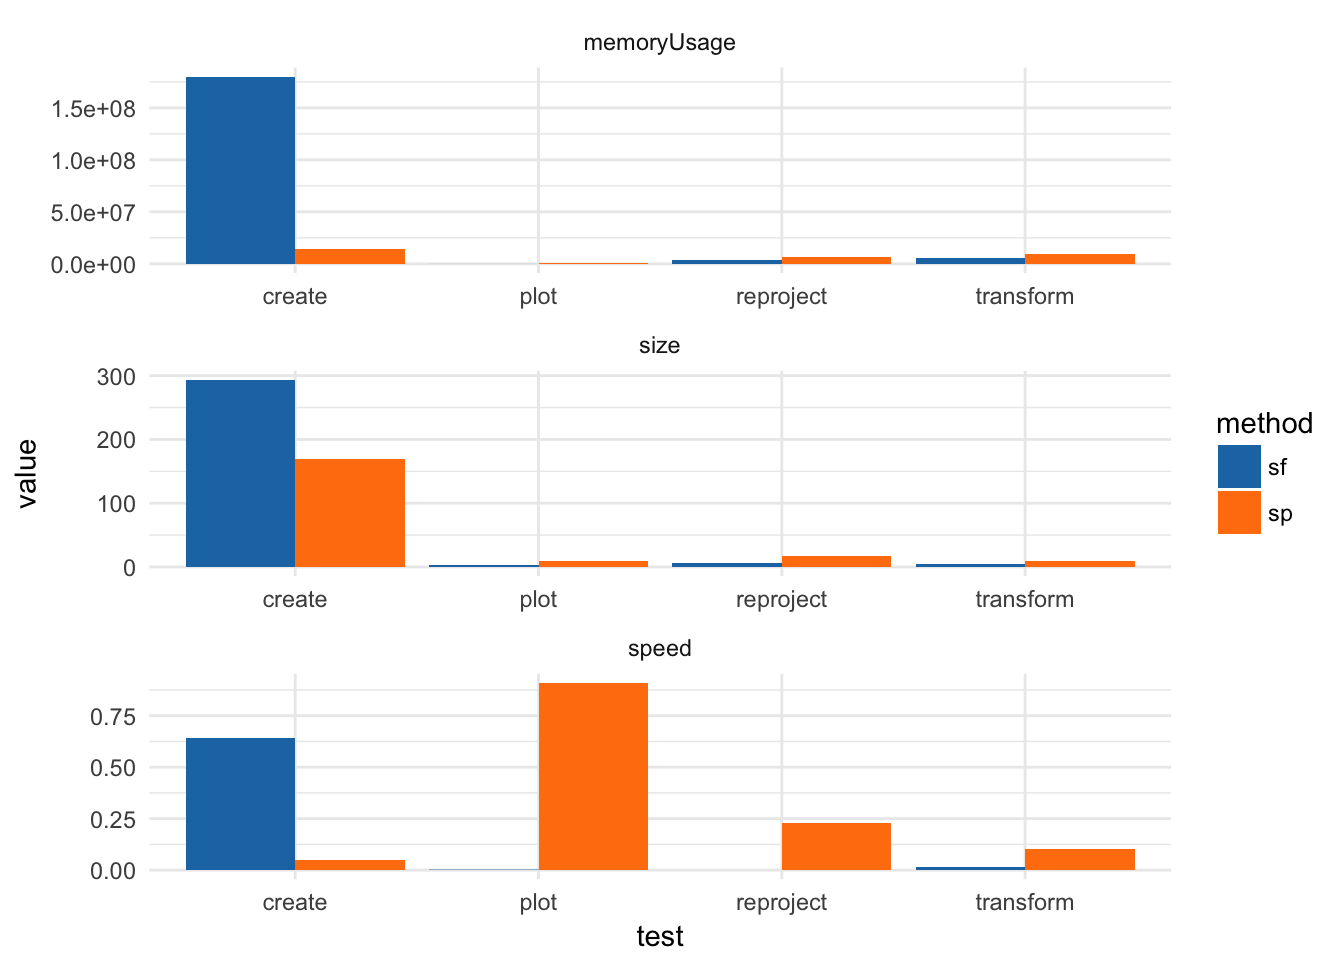 memoryUsage
1.5e+08
1.0e+08
5.0e+07
0.0e+00
create plot reproject transform
size
300
200
100
0
create plot reproject transform
speed
0.75
0.50
0.25
0.00
create plot reproject transform
test
value
method
sf
sp